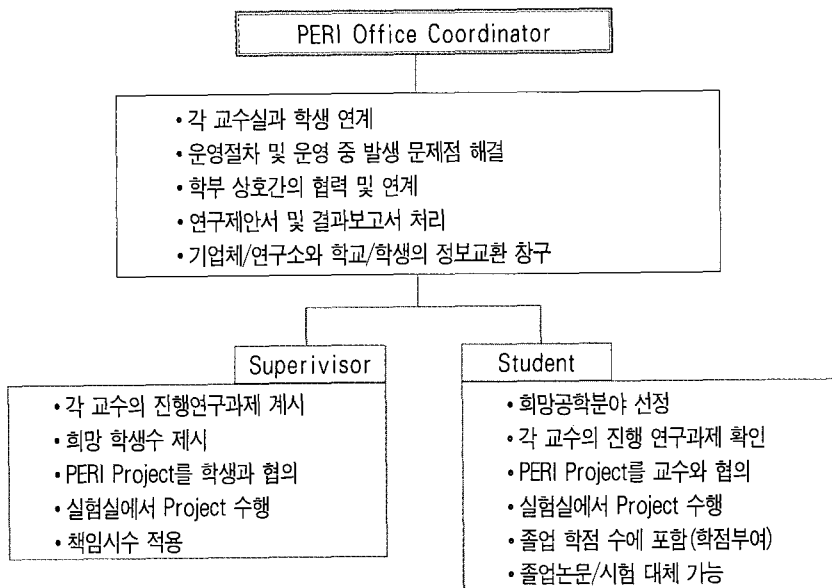 PERI Office Coordinator
• 각 교수실과 학생 연계
• 운영절차 및 운영 중 발생 문제점 해결
• 학부 상호간의 협력 및 연계
• 연구제안서 및 결과보고서 처리
• 기업체/연구소와 학교/학생의 정보교환 창구
Superivisor
• 각 교수의 진행연구과제 계시
• 희망 학생수 제시
• PERI Project를 학생과 협의
• 실험실에서 Project 수행
• 책임시수 적용
Student
• 희망공학분야 선정
• 각 교수의 진행 연구과제 확인
• PERI Project를 교수와 협의
• 실험실에서 Project 수행
• 졸업 학점 수에 포함(학점부여)
• 졸업논문/시험 대체 가능